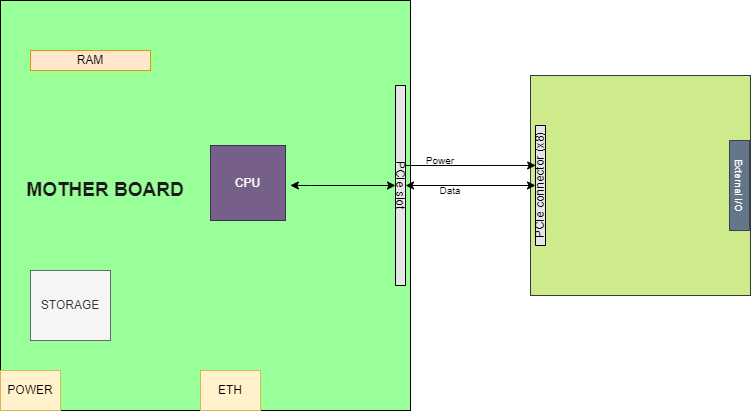 RAM
MOTHER BOARD
CPU
PCIe slot
Power
Data
PCIe connector (x8)
External I/O
STORAGE
POWER
ETH